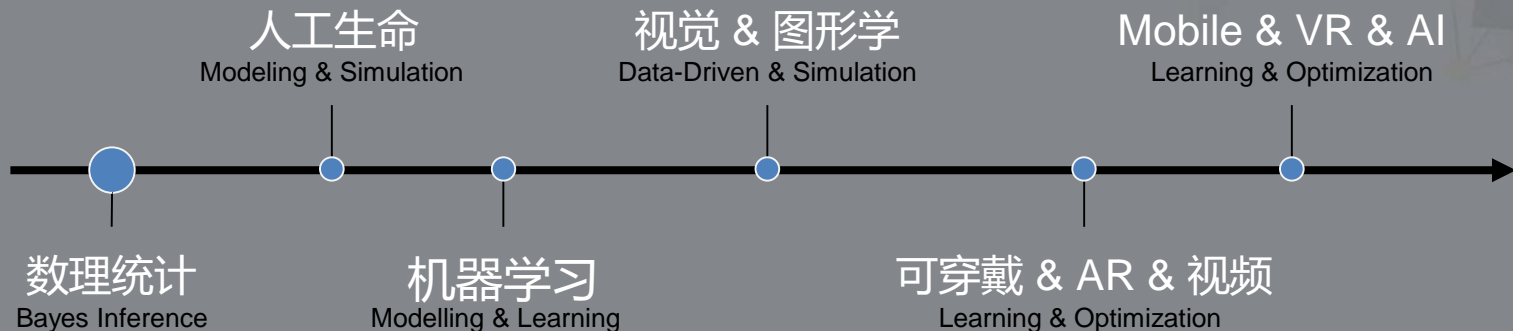 人工生命
Modeling & Simulation
视觉 & 图形学
Data-Driven & Simulation
Mobile & VR & AI
Learning & Optimization
数理统计
Bayes Inference
机器学习
Modelling & Learning
可穿戴 & AR & 视频
Learning & Optimization